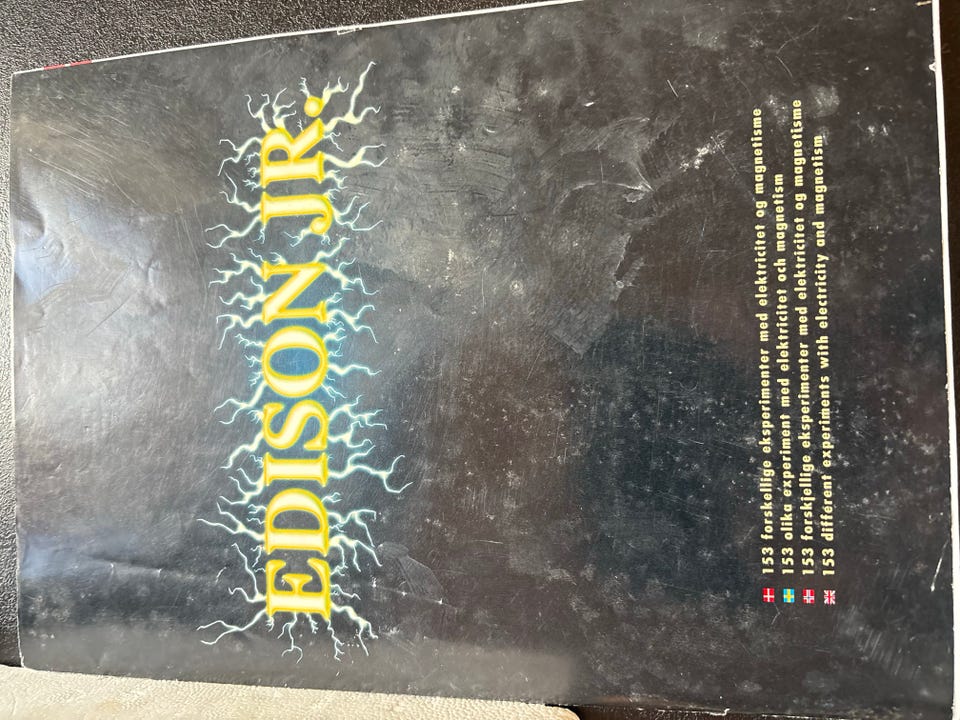 EDISON JR.
153 forskellige eksperimenter med elektricitet og magnetisme
153 olika experiment med elektricitet och magnetism
153 forskjellige eksperimenter med elektricitet og magnetisme
153 different experiments with electricity and magnetism